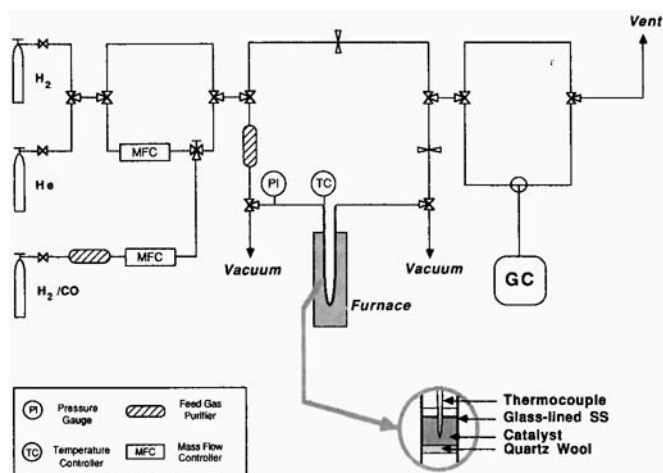 Vent
H2
MFC
He
PI
TC
H2/CO
MFC
Vacuum
Vacuum
Furnace
GC
PI
Pressure
Gauge
Feed Gas
Purifier
TC
Temperature
Controller
MFC
Mass Flow
Controller
Thermocouple
Glass-lined SS
Catalyst
Quartz Wool